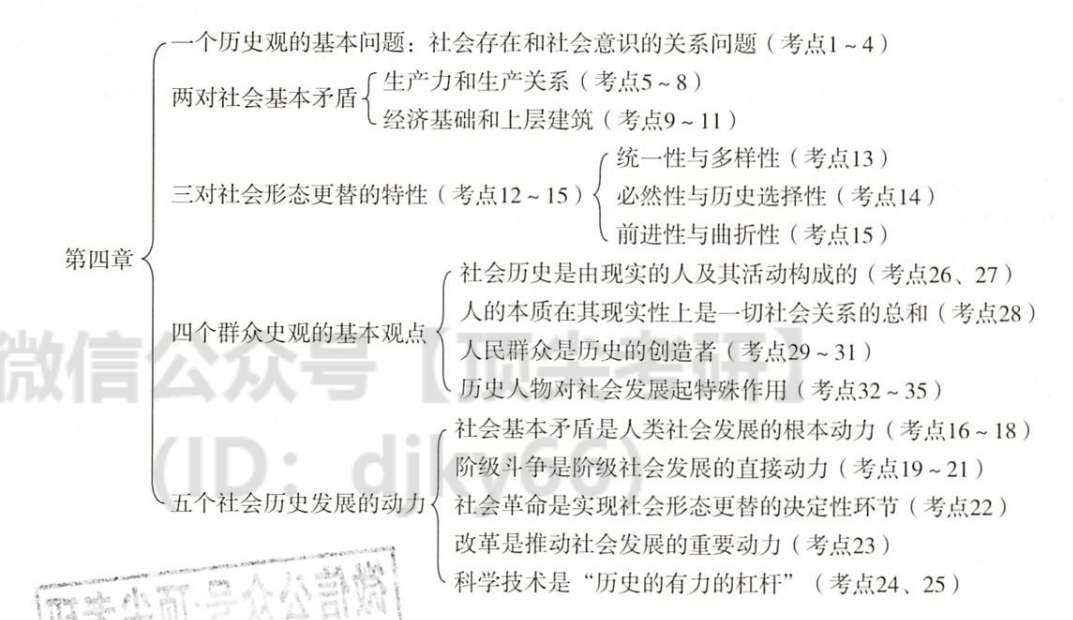 一个历史观的基本问题：社会存在和社会意识的关系问题（考点1～4）
两对社会基本矛盾
生产力和生产关系（考点5～8）
经济基础和上层建筑（考点9～11）
三对社会形态更替的特性（考点12～15）
统一性与多样性（考点13）
必然性与历史选择性（考点14）
前进性与曲折性（考点15）
第四章
四个群众史观的基本观点
社会历史是由现实的人及其活动构成的（考点26、27）
人的本质在其现实性上是一切社会关系的总和（考点28）
人民群众是历史的创造者（考点29～31）
历史人物对社会发展起特殊作用（考点32～35）
五个社会历史发展的动力
社会基本矛盾是人类社会发展的根本动力（考点16～18）
阶级斗争是阶级社会发展的直接动力（考点19～21）
社会革命是实现社会形态更替的决定性环节（考点22）
改革是推动社会发展的重要动力（考点23）
科学技术是“历史的有力的杠杆”（考点24、25）
微信公众号【顶尖考研】
（ID：djky66）
微信公众号·顶尖考研